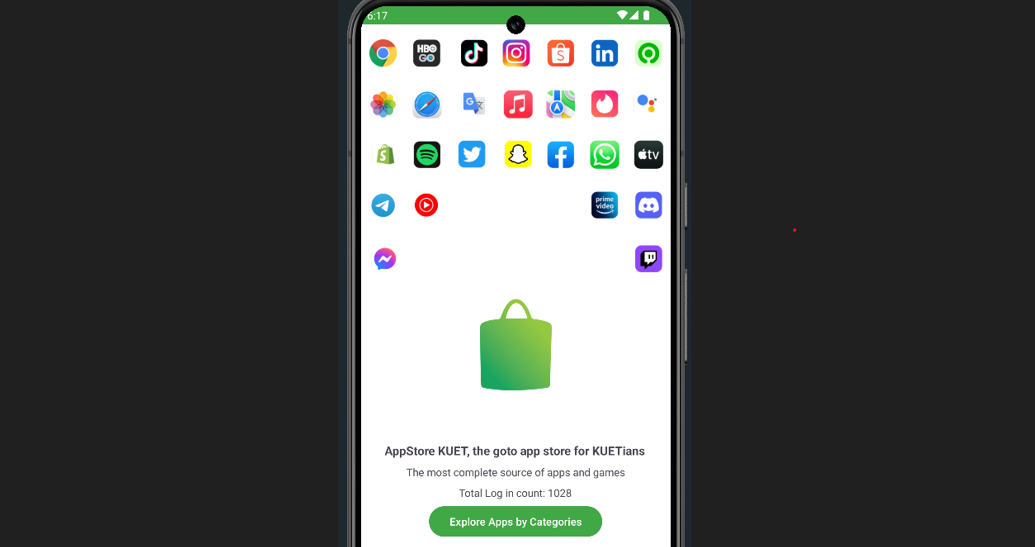 6:17
HBO
GO
in
S
G
A
S
f
tv
prime
video
AppStore KUET, the goto app store for KUETians
The most complete source of apps and games
Total Log in count: 1028
Explore Apps by Categories